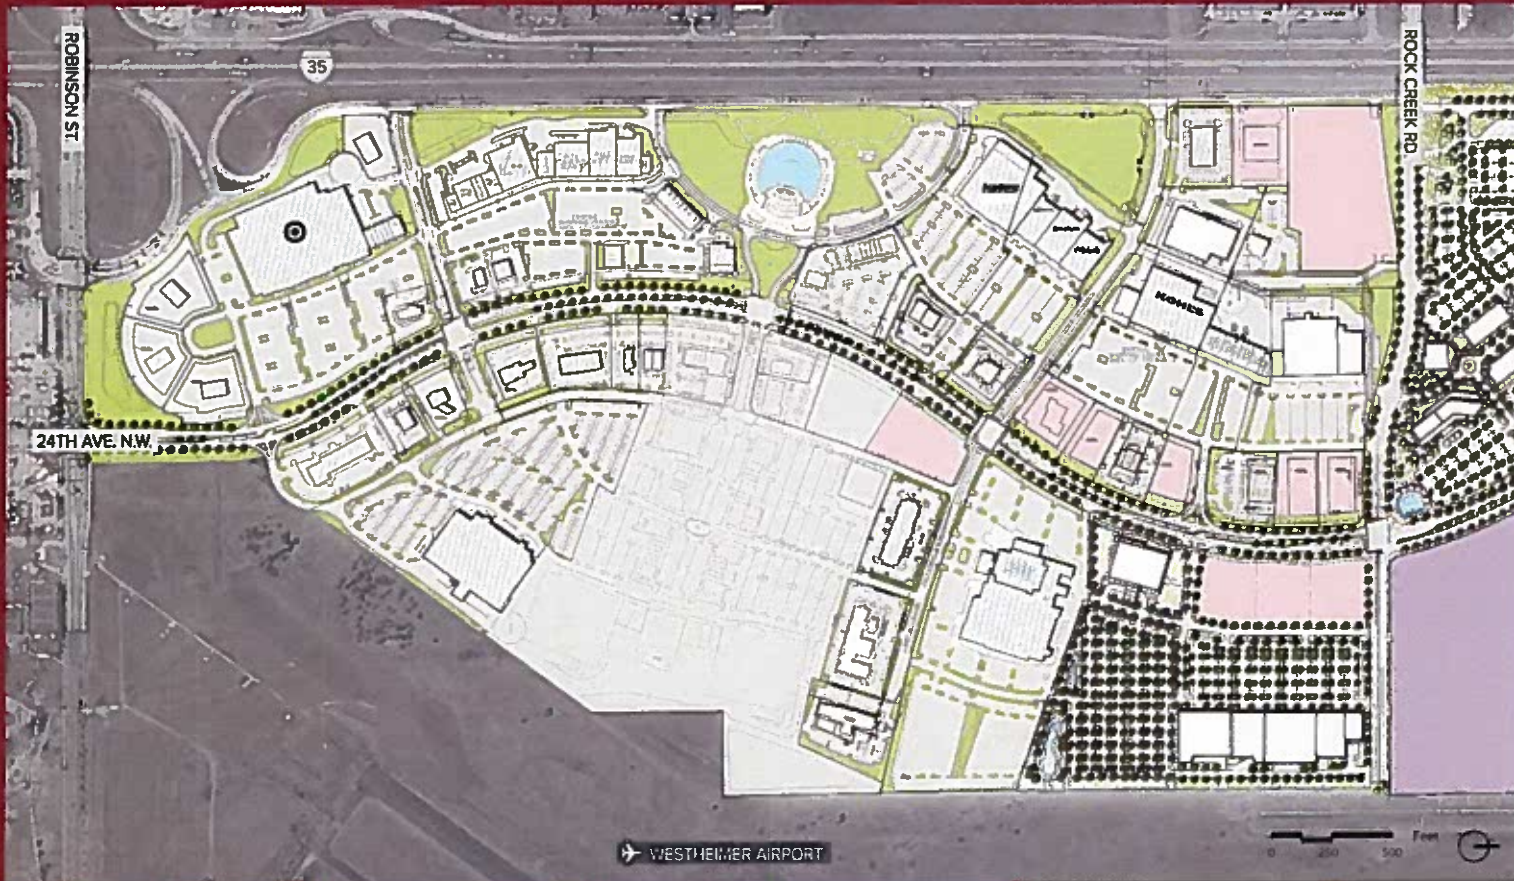 35
ROBINSON ST.
ROCK CREEK RD.
KOHLS
24TH AVE. N.W.
WESTHEIMER AIRPORT
Feet
0 250 500